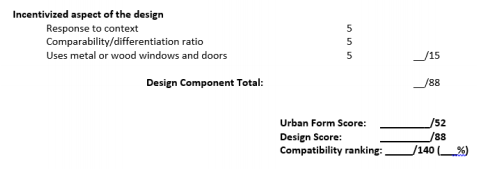 Incentivized aspect of the design
Response to context 5
Comparability/differentiation ratio 5
Uses metal or wood windows and doors 5 __/15
Design Component Total: __/88
Urban Form Score: ________/52
Design Score: ________/88
Compatibility ranking: _____/140 (___%)